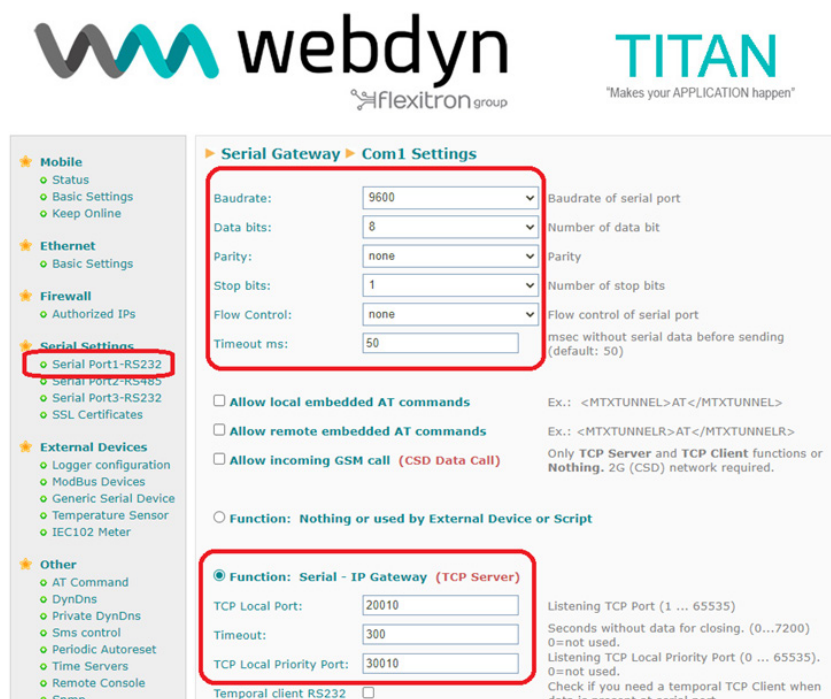 webdyn
flexitron group
TITAN
"Makes your APPLICATION happen"
Mobile
Status
Basic Settings
Keep Online
Ethernet
Basic Settings
Firewall
Authorized IPs
Serial Settings
Serial Port1-RS232
Serial Port2-RS485
Serial Port3-RS232
SSL Certificates
External Devices
Logger configuration
ModBus Devices
Generic Serial Device
Temperature Sensor
IEC102 Meter
Other
AT Command
DynDns
Private DynDns
Sms control
Periodic Autoreset
Time Servers
Remote Console
Serial Gateway Com1 Settings
Baudrate: 9600 Baudrate of serial port
Data bits: 8 Number of data bit
Parity: none Parity
Stop bits: 1 Number of stop bits
Flow Control: none Flow control of serial port
Timeout ms: 50 msec without serial data before sending
(default: 50)
Allow local embedded AT commands Ex.: <MTXTUNNEL>AT</MTXTUNNEL>
Allow remote embedded AT commands Ex.: <MTXTUNNELR>AT</MTXTUNNELR>
Allow incoming GSM call (CSD Data Call) Only TCP Server and TCP Client functions or
Nothing. 2G (CSD) network required.
Function: Nothing or used by External Device or Script
Function: Serial - IP Gateway (TCP Server)
TCP Local Port: 20010 Listening TCP Port (1 ... 65535)
Timeout: 300 Seconds without data for closing. (0...7200)
0=not used.
TCP Local Priority Port: 30010 Listening TCP Local Priority Port (0 ... 65535).
0=not used.
Temporal client RS232 Check if you need a temporal TCP Client when